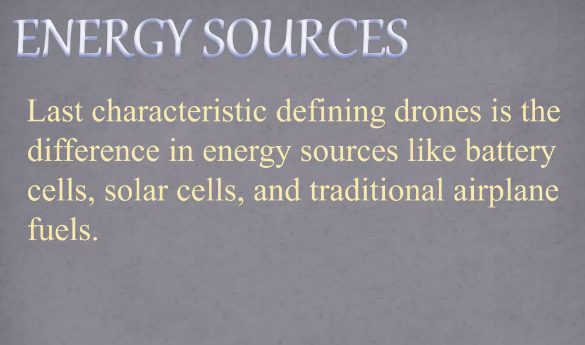 ENERGY SOURCES
Last characteristic defining drones is the
difference in energy sources like battery
cells, solar cells, and traditional airplane
fuels.